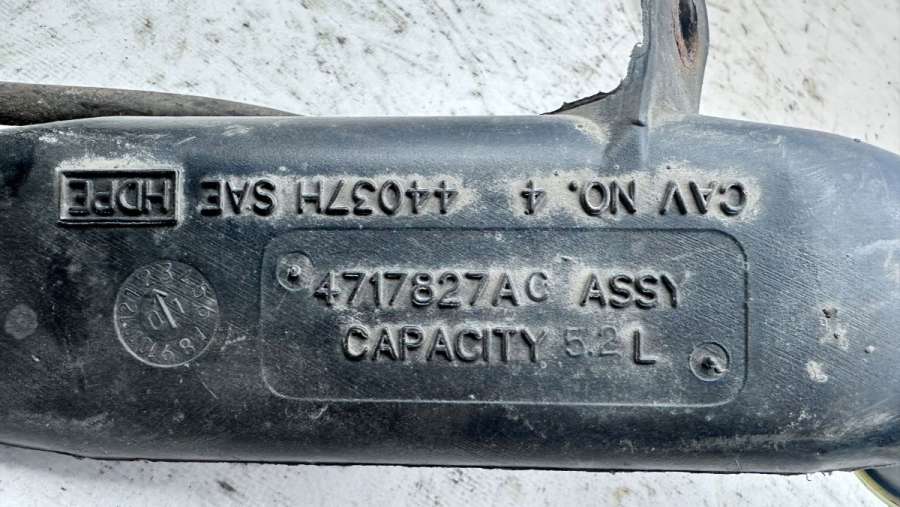 4717827AC ASSY
CAPACITY 5.2 L
CAV NO. 4 44037H SAE HDPE